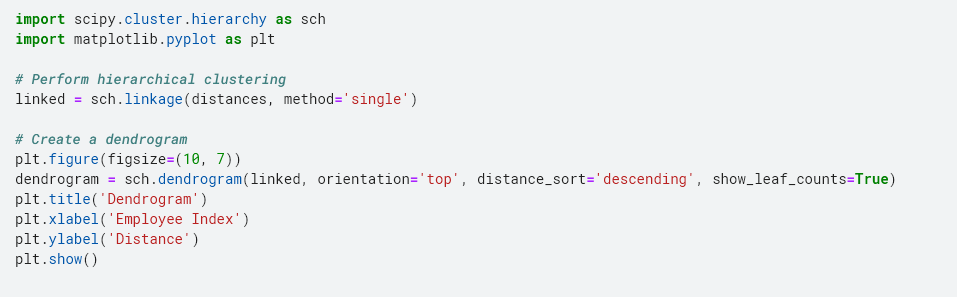 import scipy.cluster.hierarchy as sch
import matplotlib.pyplot as plt
# Perform hierarchical clustering
linked = sch.linkage(distances, method='single')
# Create a dendrogram
plt.figure(figsize=(10, 7))
dendrogram = sch.dendrogram(linked, orientation='top', distance_sort='descending', show_leaf_counts=True)
plt.title('Dendrogram')
plt.xlabel('Employee Index')
plt.ylabel('Distance')
plt.show()